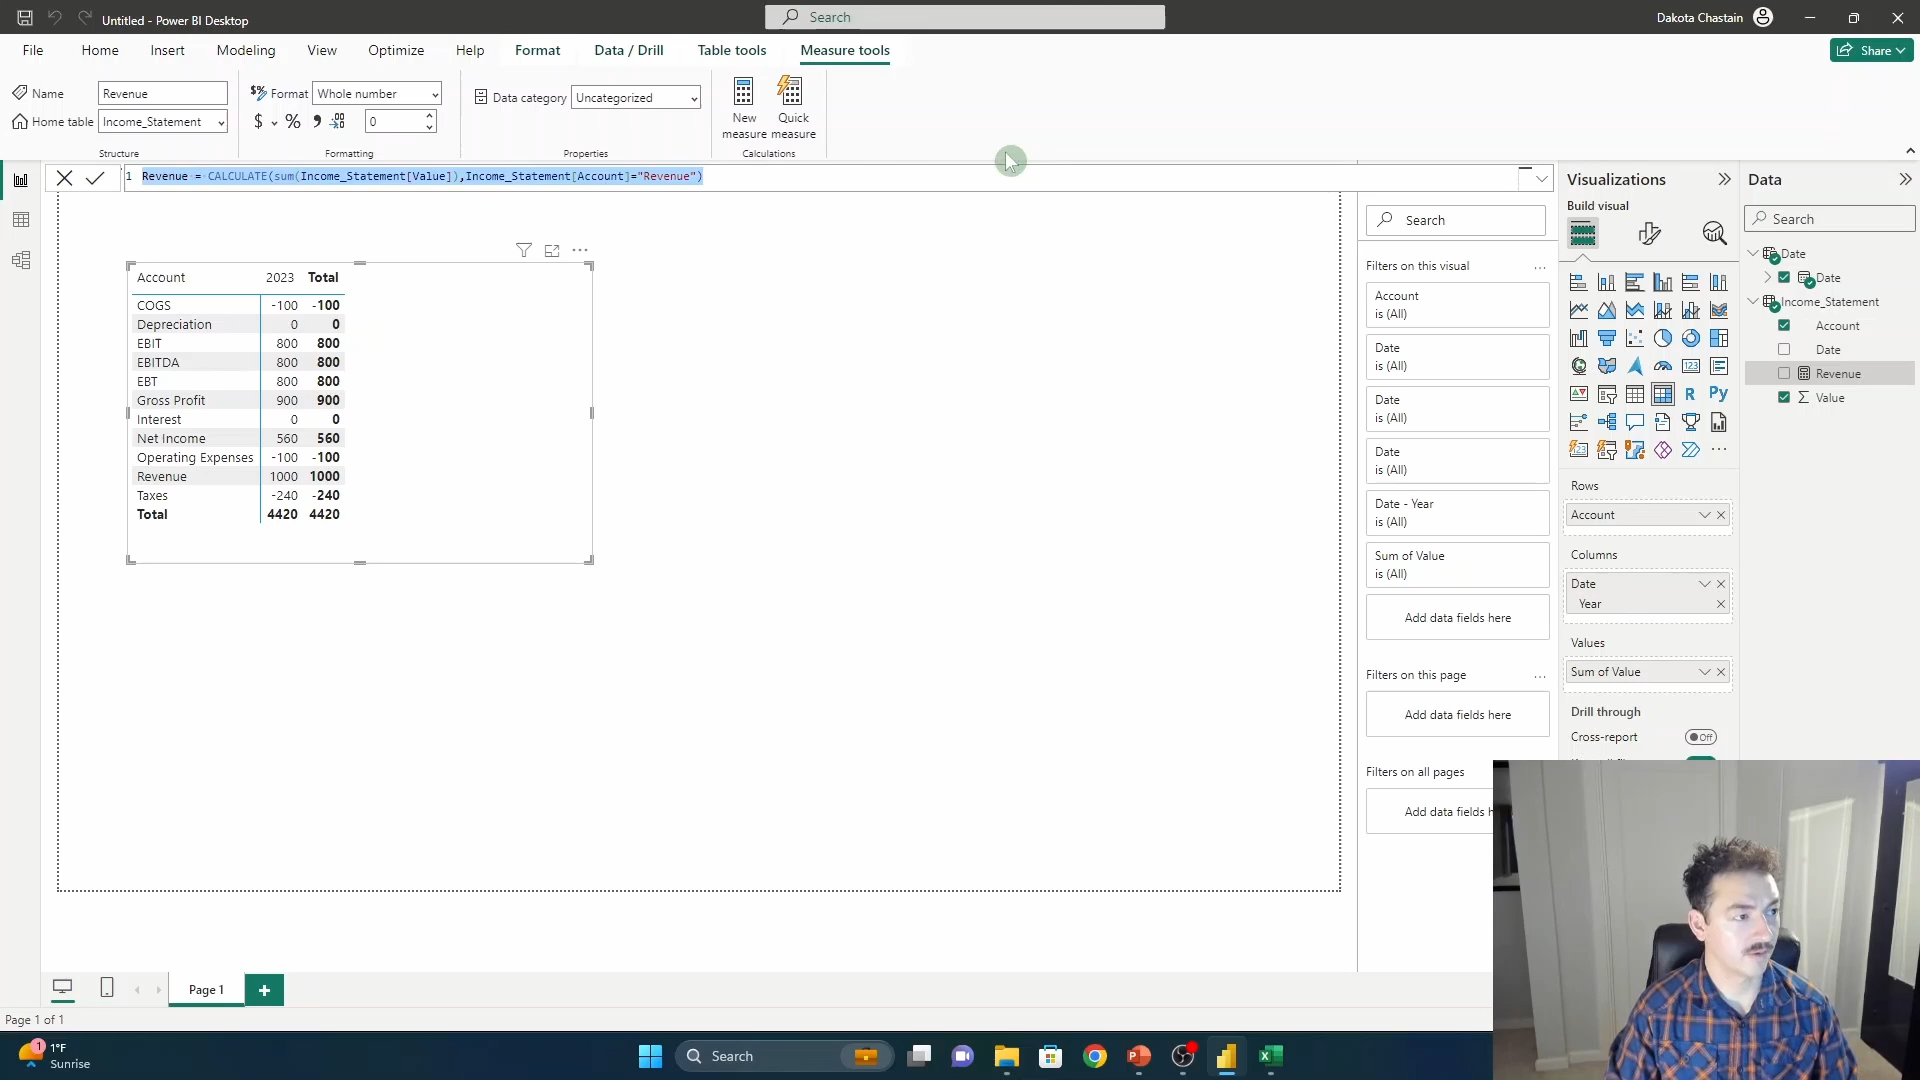 Untitled - Power BI Desktop
Search
Dakota Chastain
File Home Insert Modeling View Optimize Help Format Data / Drill Table tools Measure tools
Share
Name Revenue
Home table Income_Statement
Structure
Format Whole number
$ % 0
Formatting
Data category Uncategorized
Properties
New measure
Quick measure
Calculations
1 Revenue = CALCULATE(sum(Income_Statement[Value]),Income_Statement[Account]="Revenue")
Account 2023 Total
COGS -100 -100
Depreciation 0 0
EBIT 800 800
EBITDA 800 800
EBT 800 800
Gross Profit 900 900
Interest 0 0
Net Income 560 560
Operating Expenses -100 -100
Revenue 1000 1000
Taxes -240 -240
Total 4420 4420
Search
Filters on this visual ...
Account
is (All)
Date
is (All)
Date
is (All)
Date
is (All)
Date - Year
is (All)
Sum of Value
is (All)
Add data fields here
Filters on this page ...
Add data fields here
Filters on all pages
Add data fields
Visualizations
Build visual
123
R Py
123
...
Rows
Account
Columns
Date
Year
Values
Sum of Value
Drill through
Cross-report Off
Data
Search
Date
Date
Income_Statement
Account
Date
Revenue
Σ Value
Page 1
Page 1 of 1
1
1°F
Sunrise
Search